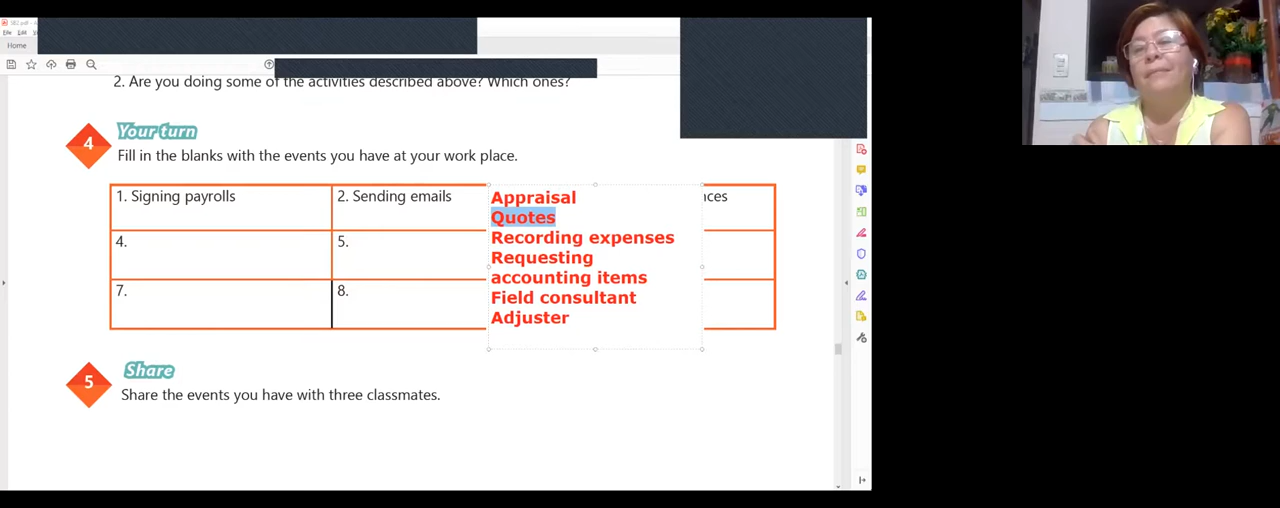 Home
2. Are you doing some of the activities described above? Which ones?
4
Your turn
Fill in the blanks with the events you have at your work place.
1. Signing payrolls
2. Sending emails
nces
Appraisal
Quotes
Recording expenses
Requesting
accounting items
Field consultant
Adjuster
4.
5.
7.
8.
5
Share
Share the events you have with three classmates.